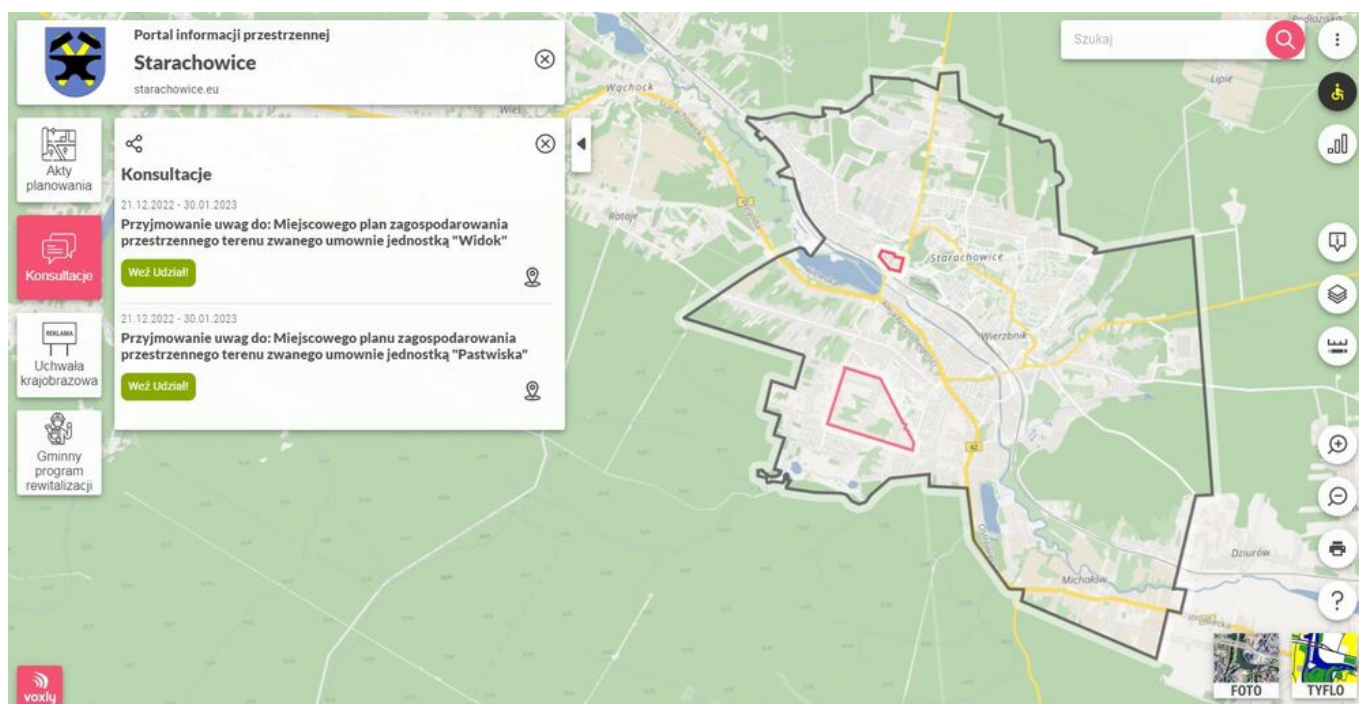 Portal informacji przestrzennej
Starachowice
starachowice.eu
Szukaj
Akty
planowania
Konsultacje
Uchwała
krajobrazowa
REKLAMA
Gminny
program
rewitalizacji
Konsultacje
21.12.2022 - 30.01.2023
Przyjmowanie uwag do: Miejscowego plan zagospodarowania
przestrzennego terenu zwanego umownie jednostką "Widok"
Weź Udział!
21.12.2022 - 30.01.2023
Przyjmowanie uwag do: Miejscowego planu zagospodarowania
przestrzennego terenu zwanego umownie jednostką "Pastwiska"
Weź Udział!
Wąchock
Lipie
Rataje
Starachowice
Wierzbnik
42
Dziurów
Michałów
FOTO
TYFLO
voxly